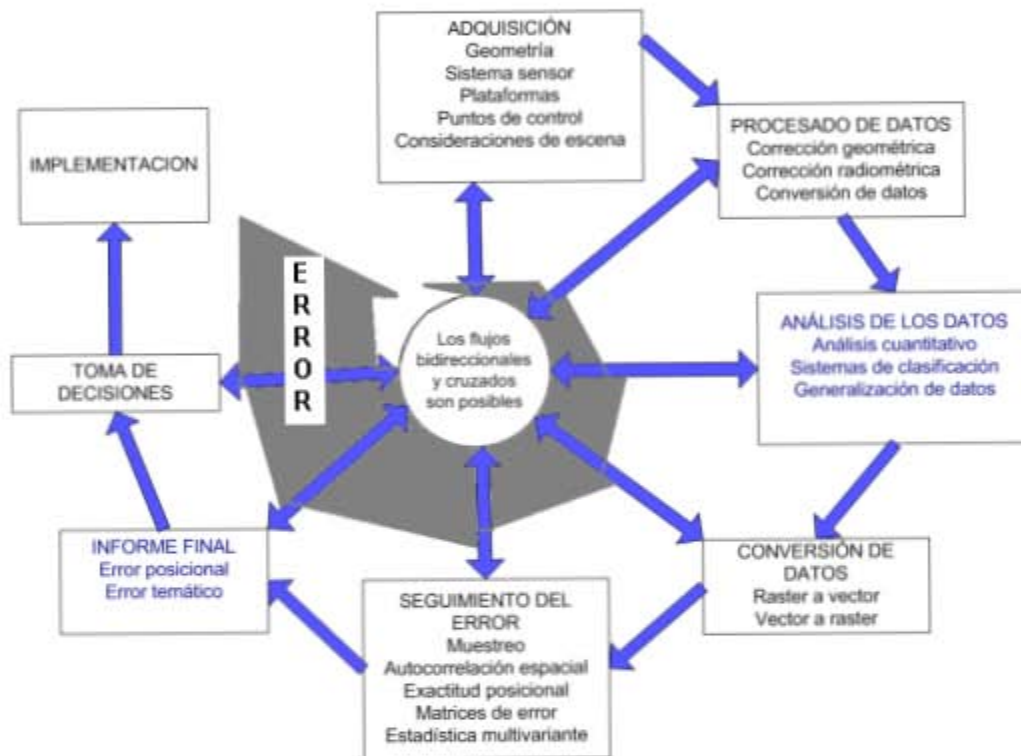 ADQUISICIÓN
Geometría
Sistema sensor
Plataformas
Puntos de control
Consideraciones de escena
PROCESADO DE DATOS
Corrección geométrica
Corrección radiométrica
Conversión de datos
ANÁLISIS DE LOS DATOS
Análisis cuantitativo
Sistemas de clasificación
Generalización de datos
CONVERSIÓN DE
DATOS
Raster a vector
Vector a raster
SEGUIMIENTO DEL
ERROR
Muestreo
Autocorrelación espacial
Exactitud posicional
Matrices de error
Estadística multivariante
INFORME FINAL
Error posicional
Error temático
TOMA DE
DECISIONES
IMPLEMENTACION
ERROR
Los flujos
bidireccionales
y cruzados
son posibles